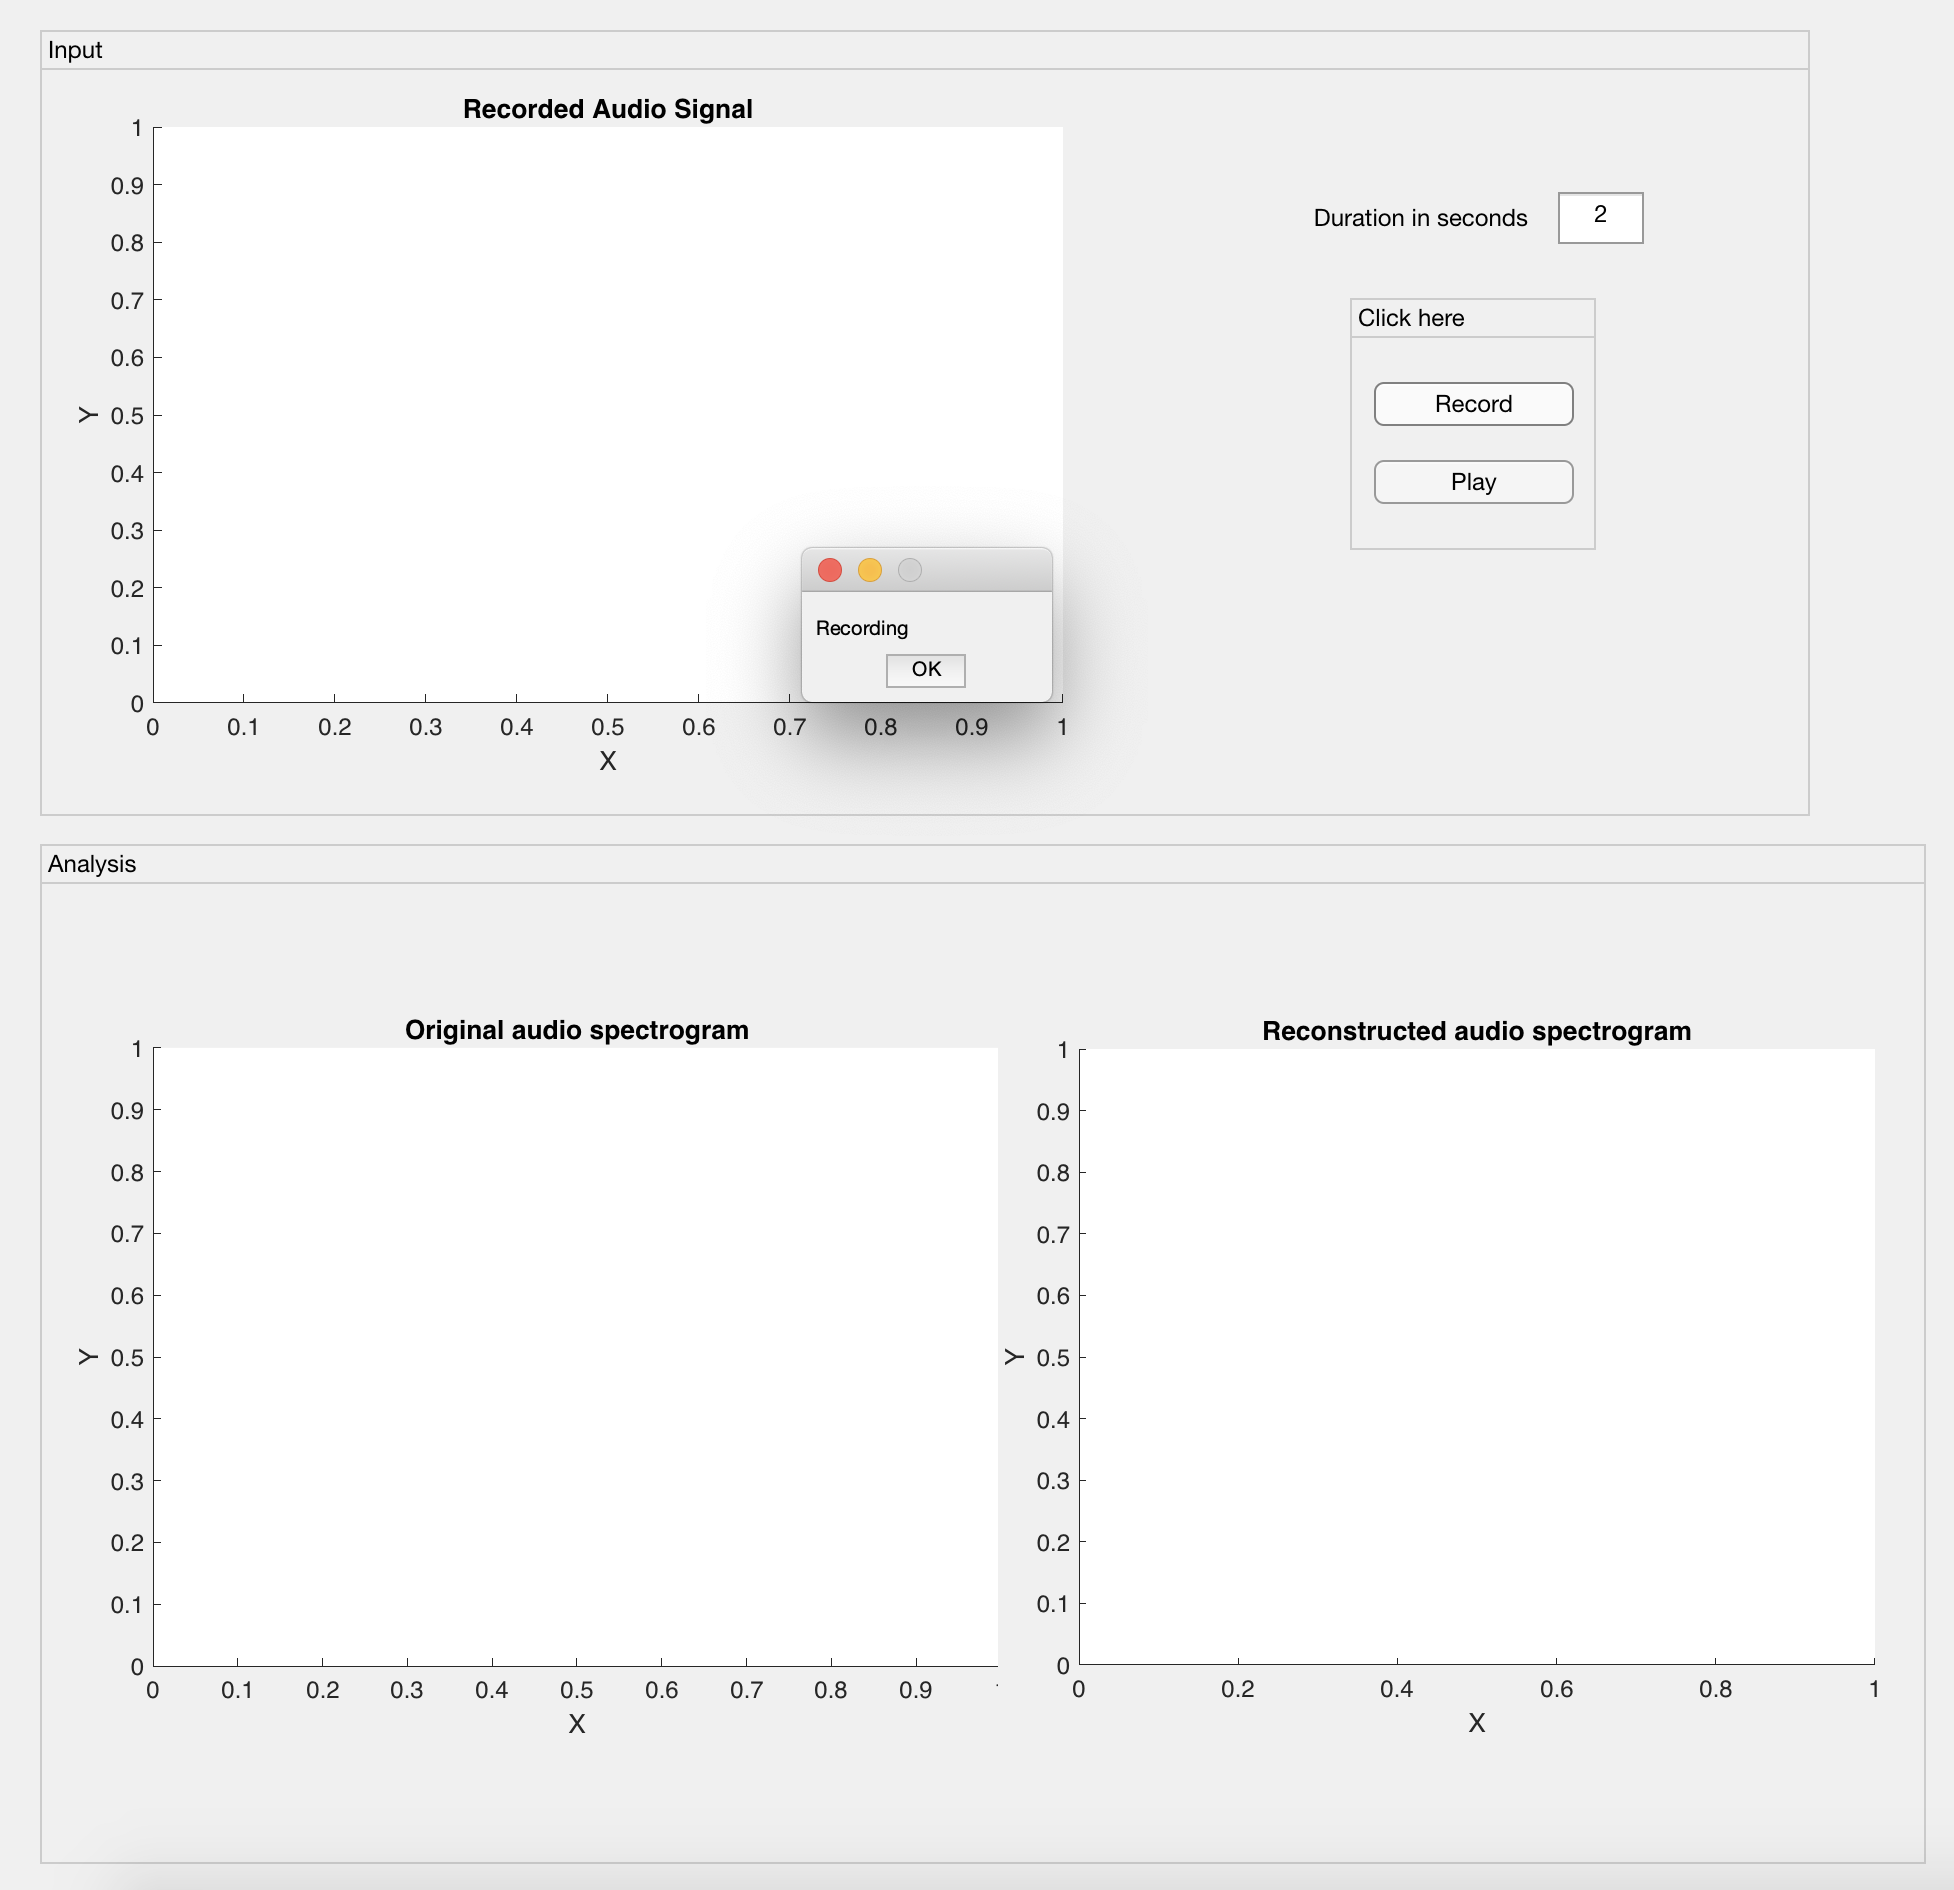 Input
Recorded Audio Signal
1
0.9
0.8
0.7
0.6
0.5
0.4
0.3
0.2
0.1
0
Y
0 0.1 0.2 0.3 0.4 0.5 0.6 0.7 0.8 0.9 1
X
Duration in seconds 2
Click here
Record
Play
Recording
OK
Analysis
Original audio spectrogram
1
0.9
0.8
0.7
0.6
0.5
0.4
0.3
0.2
0.1
0
Y
0 0.1 0.2 0.3 0.4 0.5 0.6 0.7 0.8 0.9
X
Reconstructed audio spectrogram
1
0.9
0.8
0.7
0.6
0.5
0.4
0.3
0.2
0.1
0
Y
0 0.2 0.4 0.6 0.8 1
X